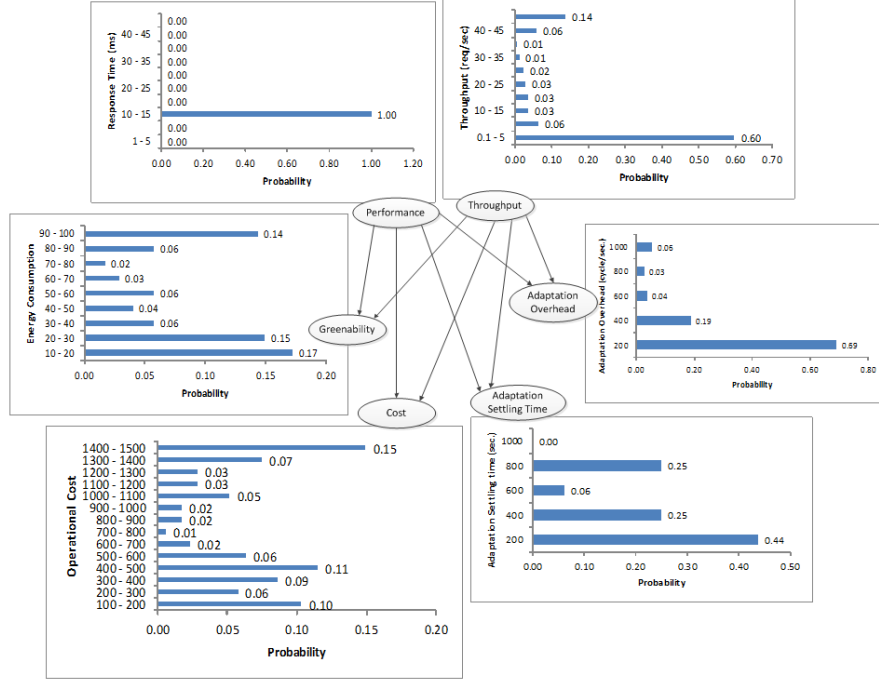 Response Time (ms)
40 - 45
30 - 35
20 - 25
10 - 15
1 - 5
0.00
0.00
0.00
0.00
0.00
0.00
0.00
1.00
0.00
0.00
0.00 0.20 0.40 0.60 0.80 1.00 1.20
Probability
Throughput (req/sec)
40 - 45
30 - 35
20 - 25
10 - 15
0.1 - 5
0.14
0.06
0.01
0.01
0.02
0.03
0.03
0.03
0.06
0.60
0.00 0.10 0.20 0.30 0.40 0.50 0.60 0.70
Probability
Performance
Throughput
Energy Consumption
90 - 100 0.14
80 - 90 0.06
70 - 80 0.02
60 - 70 0.03
50 - 60 0.06
40 - 50 0.04
30 - 40 0.06
20 - 30 0.15
10 - 20 0.17
0.00 0.05 0.10 0.15 0.20
Probability
Greenability
Adaptation
Overhead
Adaptation Overhead (cycle/sec.)
1000 0.05
800 0.03
600 0.04
400 0.19
200 0.69
0.00 0.20 0.40 0.60 0.80
Probability
Cost
Adaptation
Settling Time
Operational Cost
1400 - 1500 0.15
1300 - 1400 0.07
1200 - 1300 0.03
1100 - 1200 0.03
1000 - 1100 0.05
900 - 1000 0.02
800 - 900 0.02
700 - 800 0.01
600 - 700 0.02
500 - 600 0.06
400 - 500 0.11
300 - 400 0.09
200 - 300 0.06
100 - 200 0.10
0.00 0.05 0.10 0.15 0.20
Probability
Adaptation Settling time (sec.)
1000 0.00
800 0.25
600 0.06
400 0.25
200 0.44
0.00 0.10 0.20 0.30 0.40 0.50
Probability